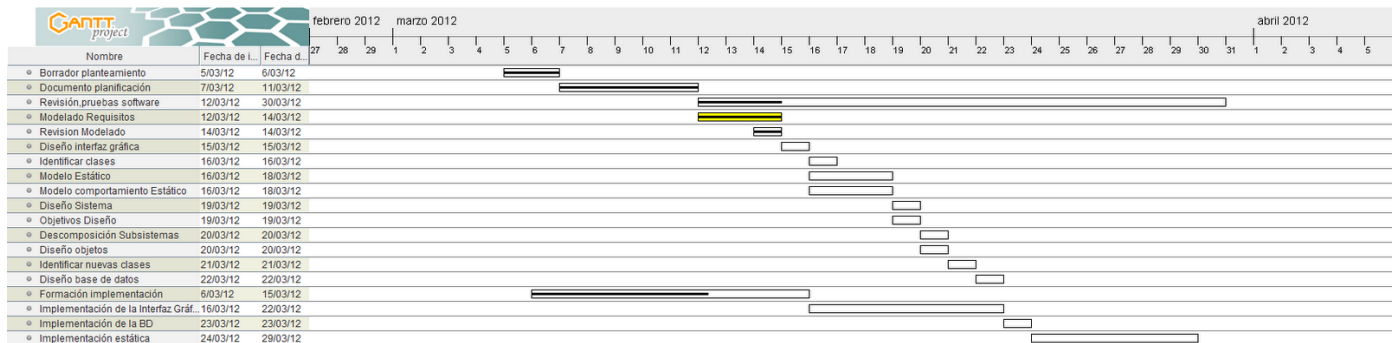 GANTT
project
febrero 2012 marzo 2012 abril 2012
27 28 29 1 2 3 4 5 6 7 8 9 10 11 12 13 14 15 16 17 18 19 20 21 22 23 24 25 26 27 28 29 30 31 1 2 3 4 5
Nombre Fecha de i... Fecha d...
Borrador planteamiento 5/03/12 6/03/12
Documento planificación 7/03/12 11/03/12
Revisión,pruebas software 12/03/12 30/03/12
Modelado Requisitos 12/03/12 14/03/12
Revision Modelado 14/03/12 14/03/12
Diseño interfaz gráfica 15/03/12 15/03/12
Identificar clases 16/03/12 16/03/12
Modelo Estático 16/03/12 18/03/12
Modelo comportamiento Estático 16/03/12 18/03/12
Diseño Sistema 19/03/12 19/03/12
Objetivos Diseño 19/03/12 19/03/12
Descomposición Subsistemas 20/03/12 20/03/12
Diseño objetos 20/03/12 20/03/12
Identificar nuevas clases 21/03/12 21/03/12
Diseño base de datos 22/03/12 22/03/12
Formación implementación 6/03/12 15/03/12
Implementación de la Interfaz Gráf... 16/03/12 22/03/12
Implementación de la BD 23/03/12 23/03/12
Implementación estática 24/03/12 29/03/12